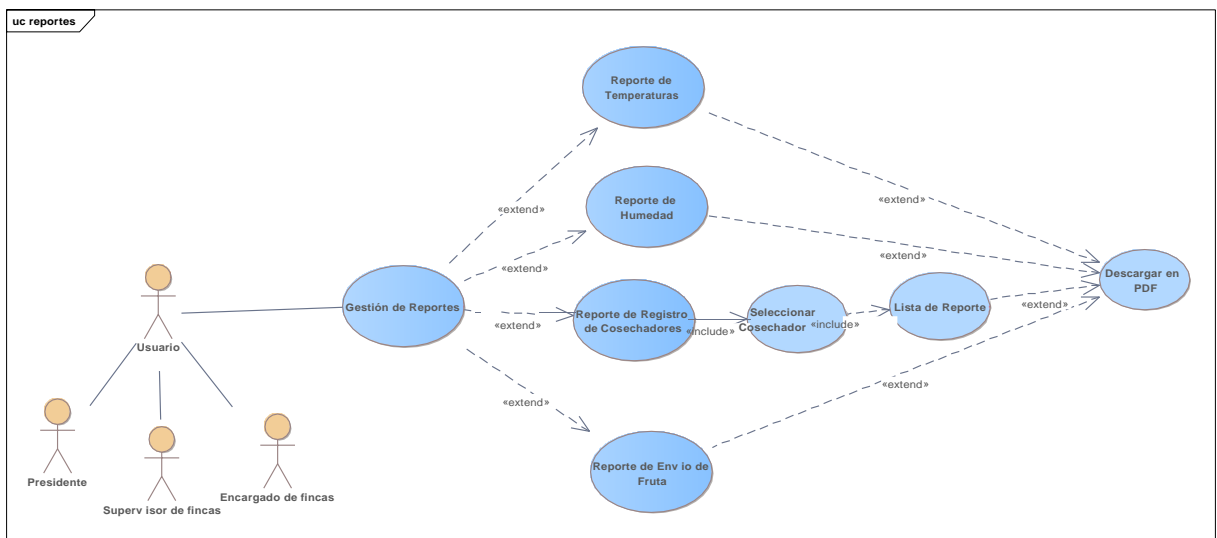 uc reportes
Reporte de
Temperaturas
«extend»
Reporte de
Humedad
«extend»
«extend»
«extend»
Descargar en
PDF
Usuario
Gestión de Reportes
«extend»
Reporte de Registro
de Cosechadores
«include»
Seleccionar
Cosechador
«include»
Lista de Reporte
«extend»
«extend»
«extend»
Reporte de Env io de
Fruta
Presidente
Superv isor de fincas
Encargado de fincas